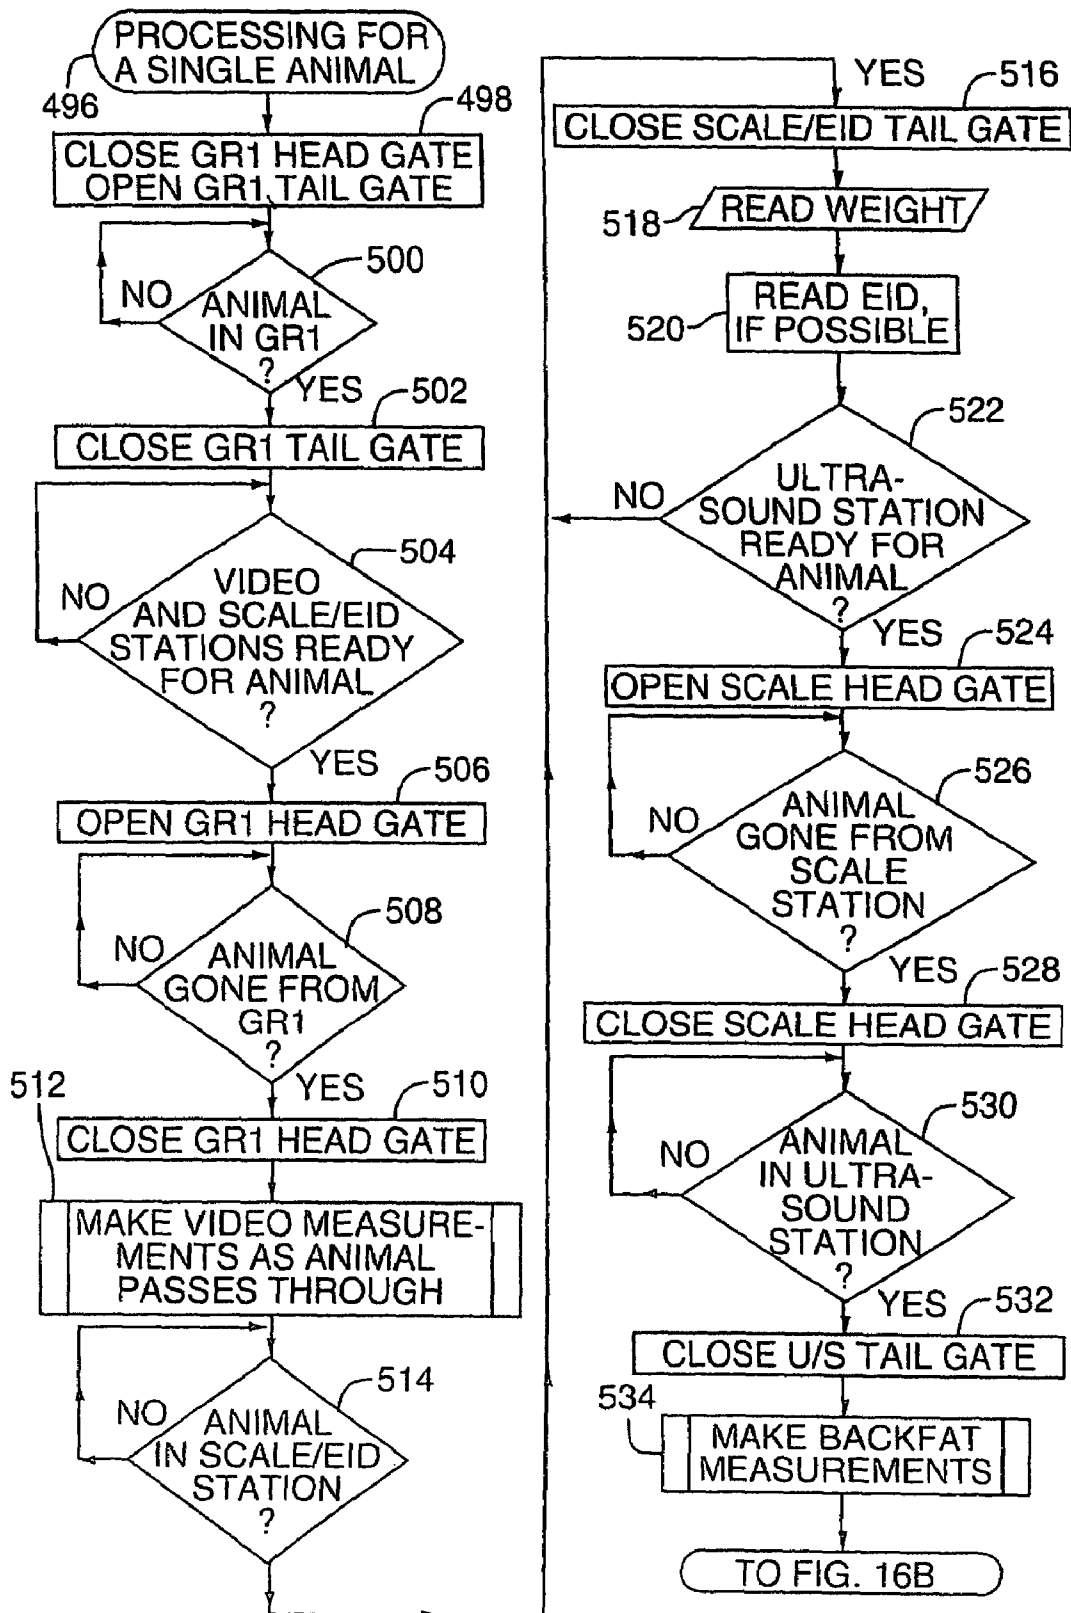 PROCESSING FOR
A SINGLE ANIMAL
496
498
CLOSE GR1 HEAD GATE
OPEN GR1 TAIL GATE
500
NO
ANIMAL
IN GR1
?
YES
502
CLOSE GR1 TAIL GATE
504
NO
VIDEO
AND SCALE/EID
STATIONS READY
FOR ANIMAL
?
YES
506
OPEN GR1 HEAD GATE
508
NO
ANIMAL
GONE FROM
GR1
?
YES
510
512
CLOSE GR1 HEAD GATE
MAKE VIDEO MEASURE-
MENTS AS ANIMAL
PASSES THROUGH
514
NO
ANIMAL
IN SCALE/EID
STATION
?
YES
516
CLOSE SCALE/EID TAIL GATE
518
READ WEIGHT
520
READ EID,
IF POSSIBLE
522
NO
ULTRA-
SOUND STATION
READY FOR
ANIMAL
?
YES
524
OPEN SCALE HEAD GATE
526
NO
ANIMAL
GONE FROM
SCALE
STATION
?
YES
528
CLOSE SCALE HEAD GATE
530
NO
ANIMAL
IN ULTRA-
SOUND
STATION
?
YES
532
CLOSE U/S TAIL GATE
534
MAKE BACKFAT
MEASUREMENTS
TO FIG. 16B